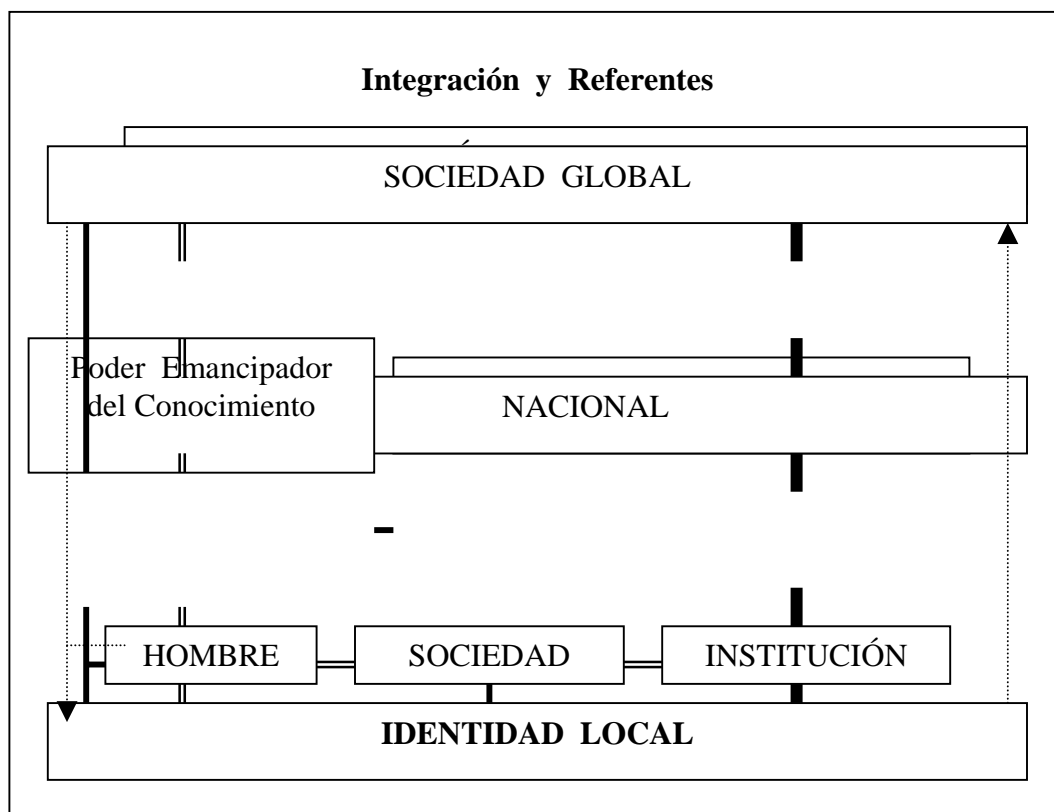 Integración y Referentes
SOCIEDAD GLOBAL
Poder Emancipador
del Conocimiento
NACIONAL
HOMBRE
SOCIEDAD
INSTITUCIÓN
IDENTIDAD LOCAL